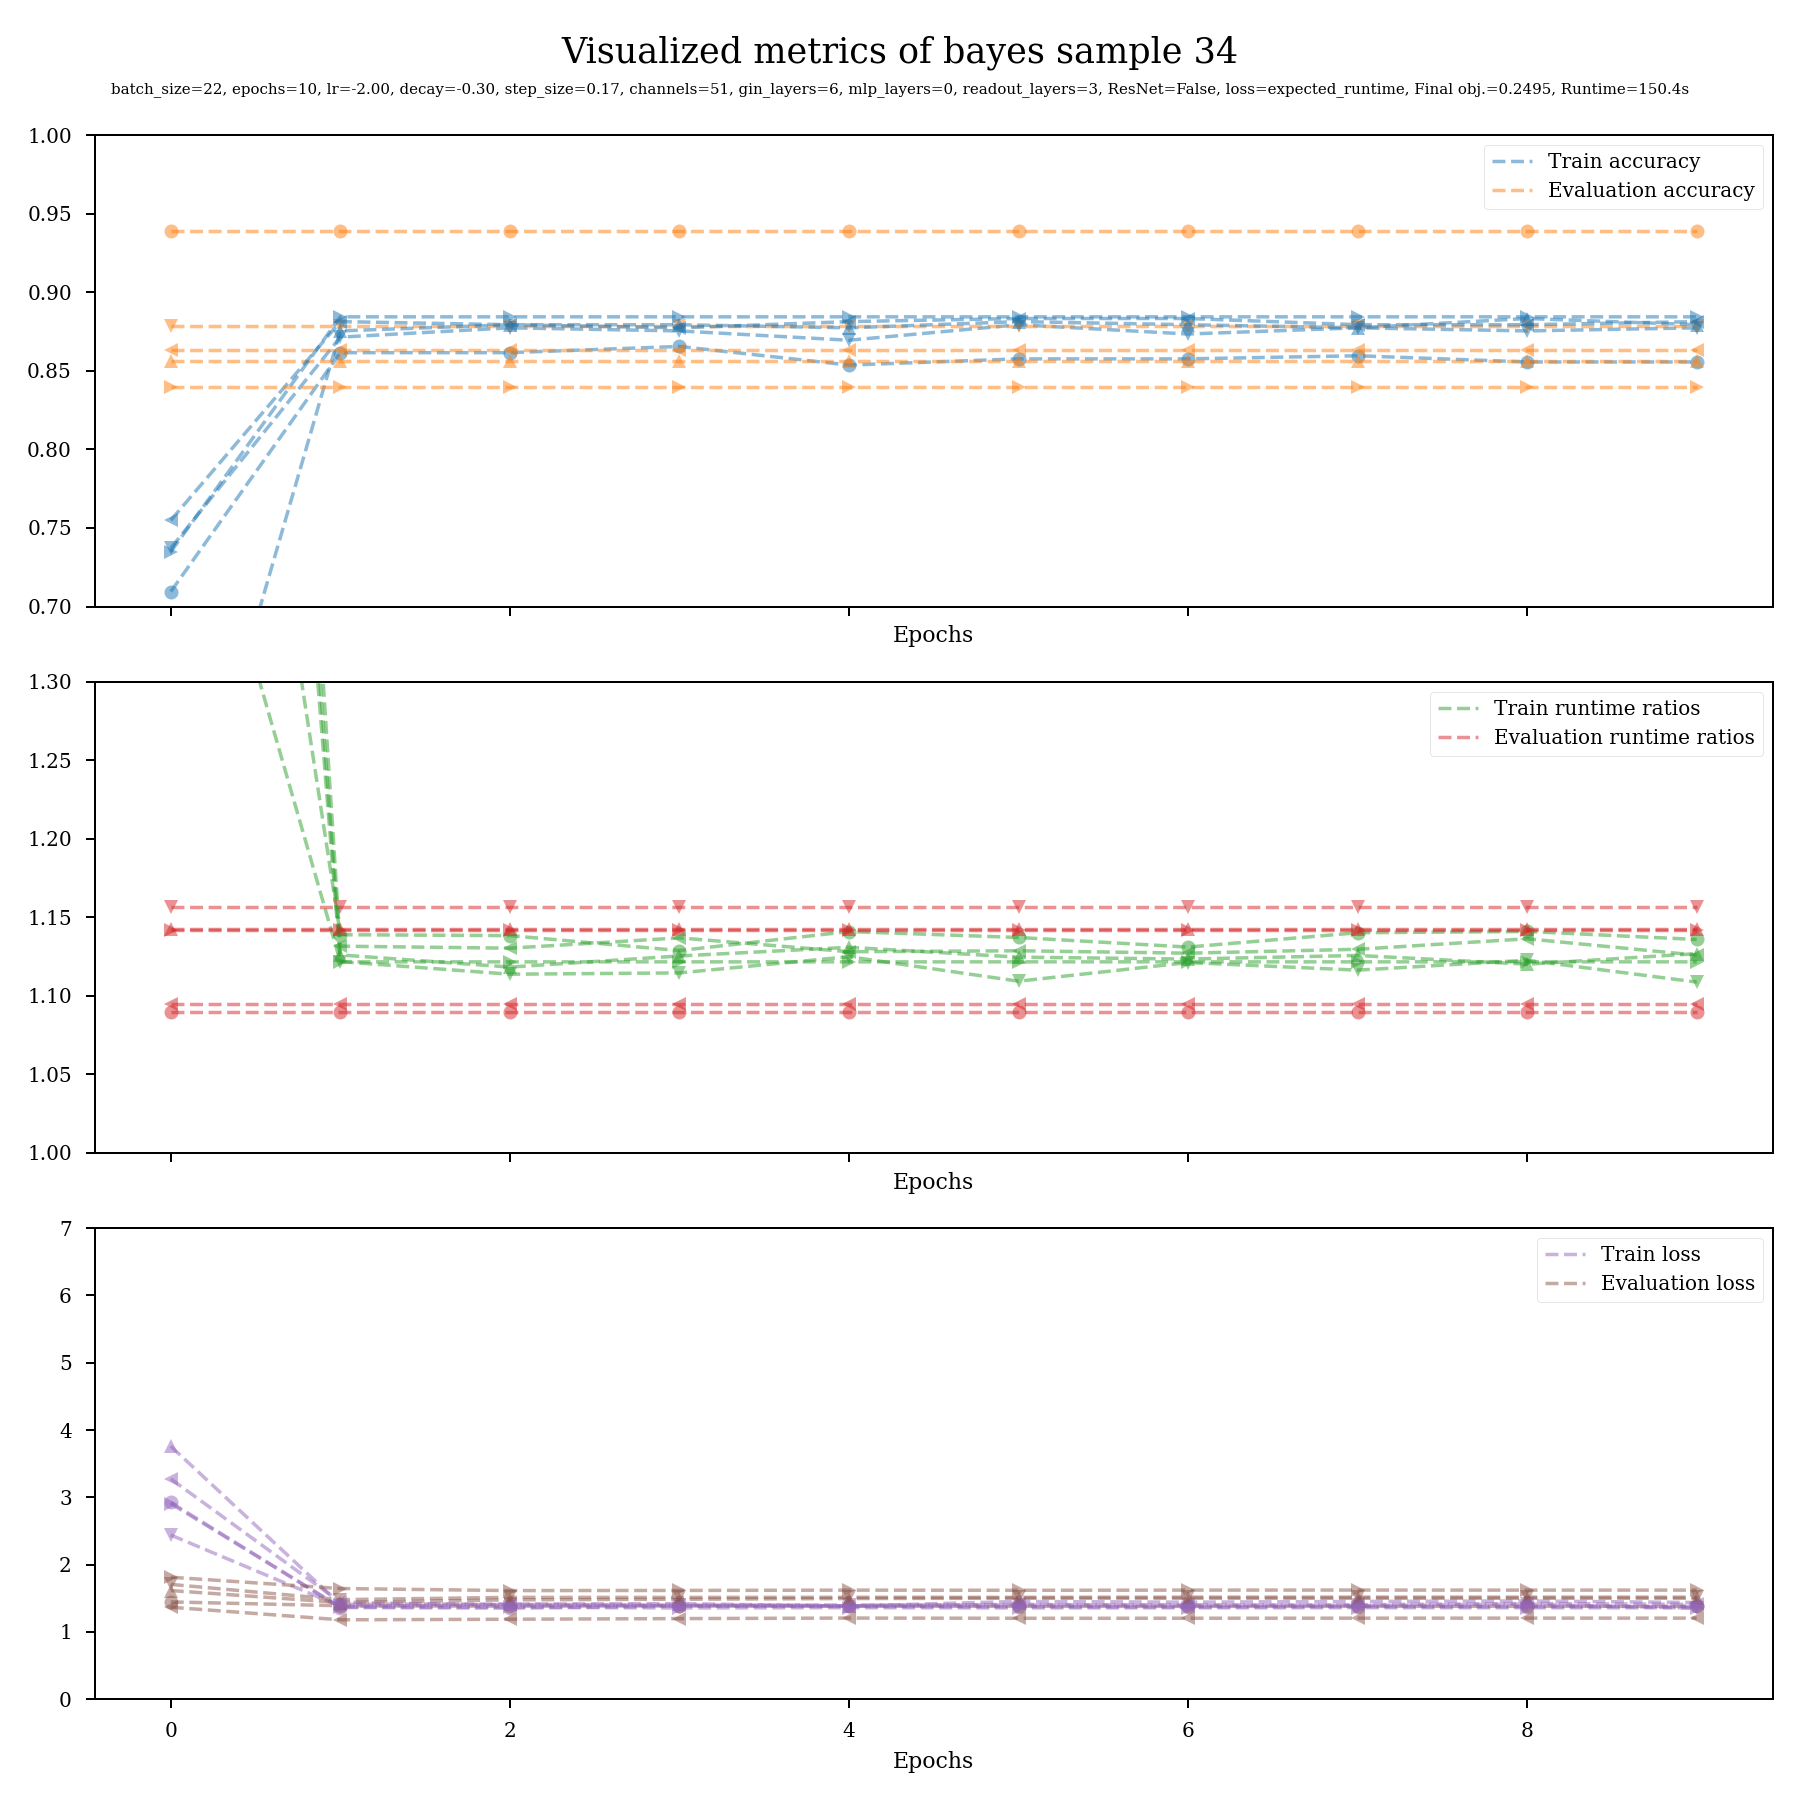 Visualized metrics of bayes sample 34
batch_size=22, epochs=10, lr=-2.00, decay=-0.30, step_size=0.17, channels=51, gin_layers=6, mlp_layers=0, readout_layers=3, ResNet=False, loss=expected_runtime, Final obj.=0.2495, Runtime=150.4s
1.00
0.95
0.90
0.85
0.80
0.75
0.70
Train accuracy
Evaluation accuracy
Epochs
1.30
1.25
1.20
1.15
1.10
1.05
1.00
Train runtime ratios
Evaluation runtime ratios
Epochs
7
6
5
4
3
2
1
0
Train loss
Evaluation loss
0 2 4 6 8
Epochs